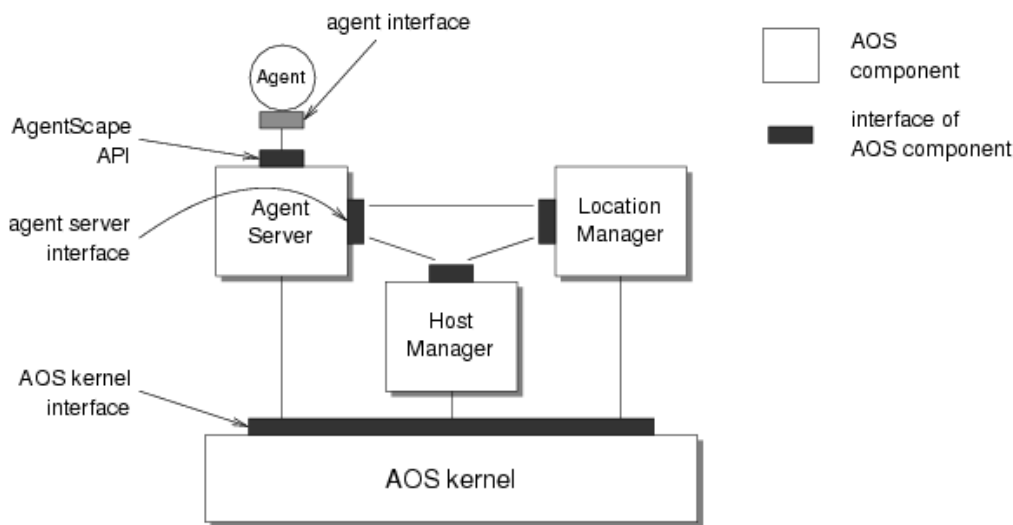 agent interface
Agent
AgentScape
API
agent server
interface
Agent
Server
Location
Manager
Host
Manager
AOS kernel
interface
AOS kernel
AOS
component
interface of
AOS component